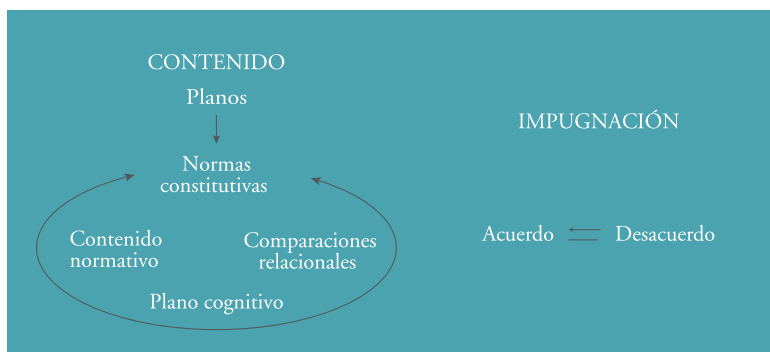 CONTENIDO
Planos
Normas
constitutivas
Contenido
normativo
Comparaciones
relacionales
Plano cognitivo
IMPUGNACIÓN
Acuerdo
Desacuerdo